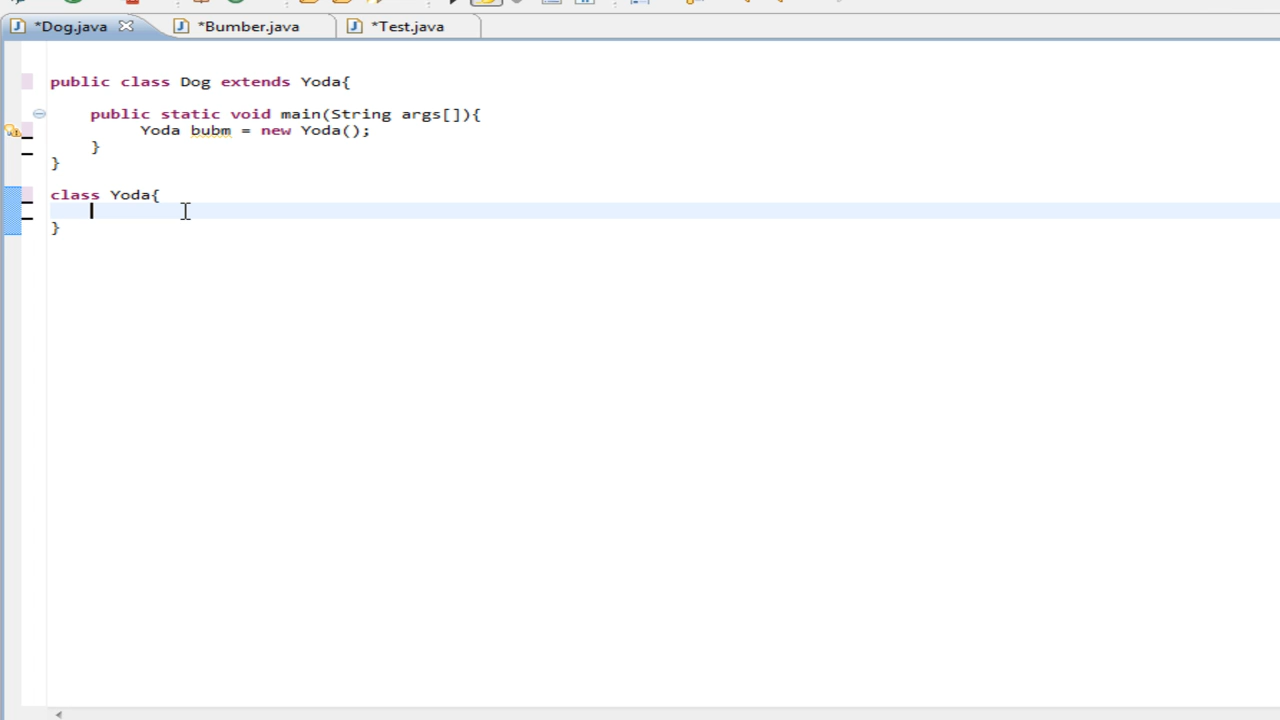 *Dog.java
*Bumber.java
*Test.java
public class Dog extends Yoda{
public static void main(String args[]){
Yoda bubm = new Yoda();
}
}
class Yoda{
}